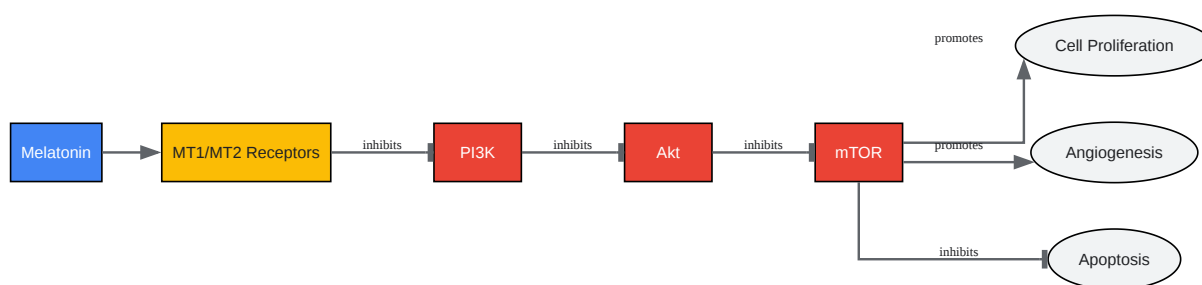 promotes
Cell Proliferation
Melatonin
MT1/MT2 Receptors
inhibits
PI3K
inhibits
Akt
inhibits
mTOR
promotes
Angiogenesis
inhibits
Apoptosis